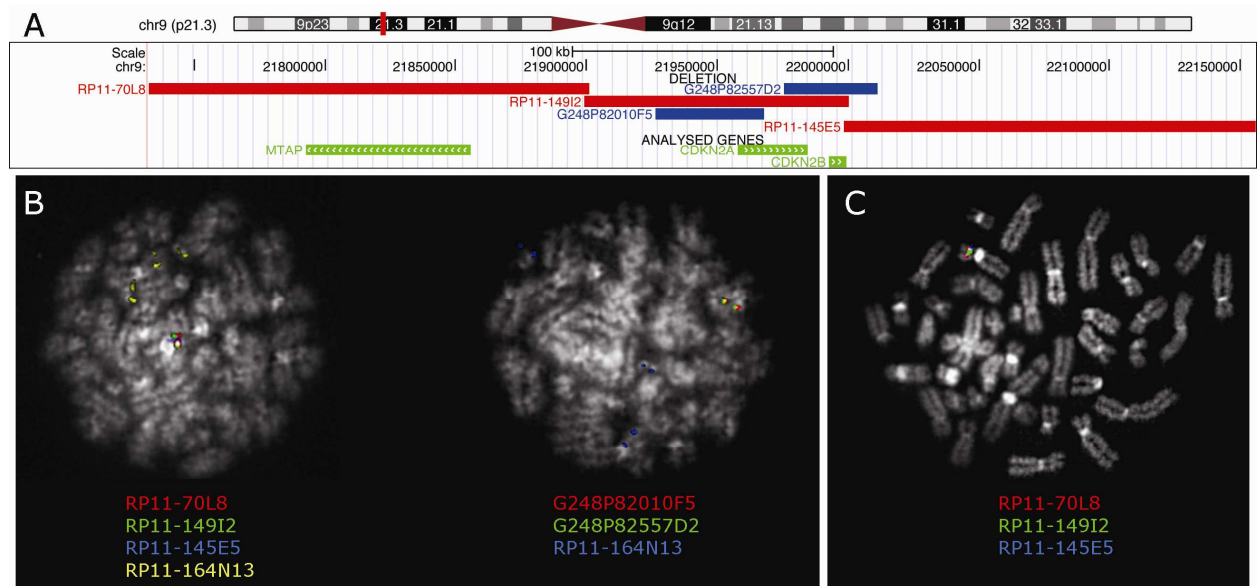 A
chr9 (p21.3) 9p23 21.3 21.1 9q12 21.13 31.1 32 33.1
Scale 100 kb
chr9: 21800000 21850000 21900000 21950000 22000000 22050000 22100000 22150000
DELETION
RP11-70L8 G248P82557D2
RP11-149I2
G248P82010F5
RP11-145E5
ANALYSED GENES
MTAP CDKN2A
CDKN2B
B
RP11-70L8
RP11-149I2
RP11-145E5
RP11-164N13
G248P82010F5
G248P82557D2
RP11-164N13
C
RP11-70L8
RP11-149I2
RP11-145E5